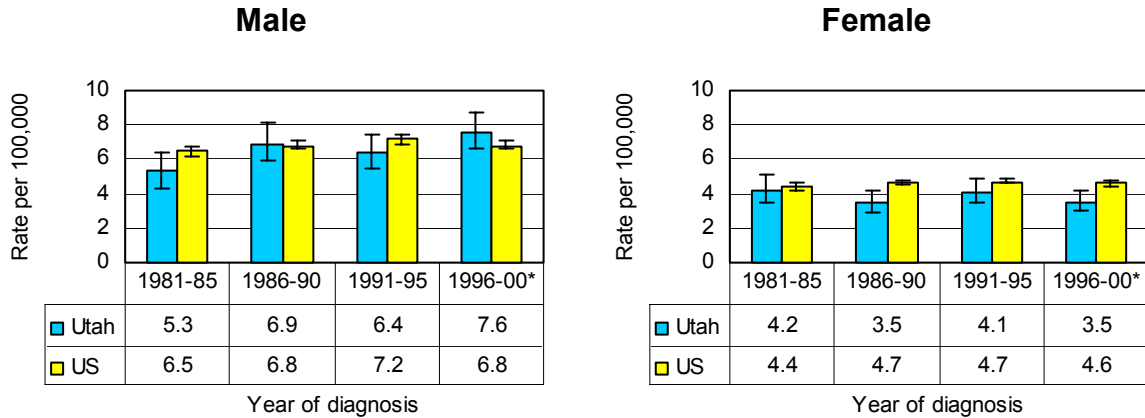 Male
Rate per 100,000
10
8
6
4
2
0
1981-85 1986-90 1991-95 1996-00*
Utah 5.3 6.9 6.4 7.6
US 6.5 6.8 7.2 6.8
Year of diagnosis
Female
Rate per 100,000
10
8
6
4
2
0
1981-85 1986-90 1991-95 1996-00*
Utah 4.2 3.5 4.1 3.5
US 4.4 4.7 4.7 4.6
Year of diagnosis